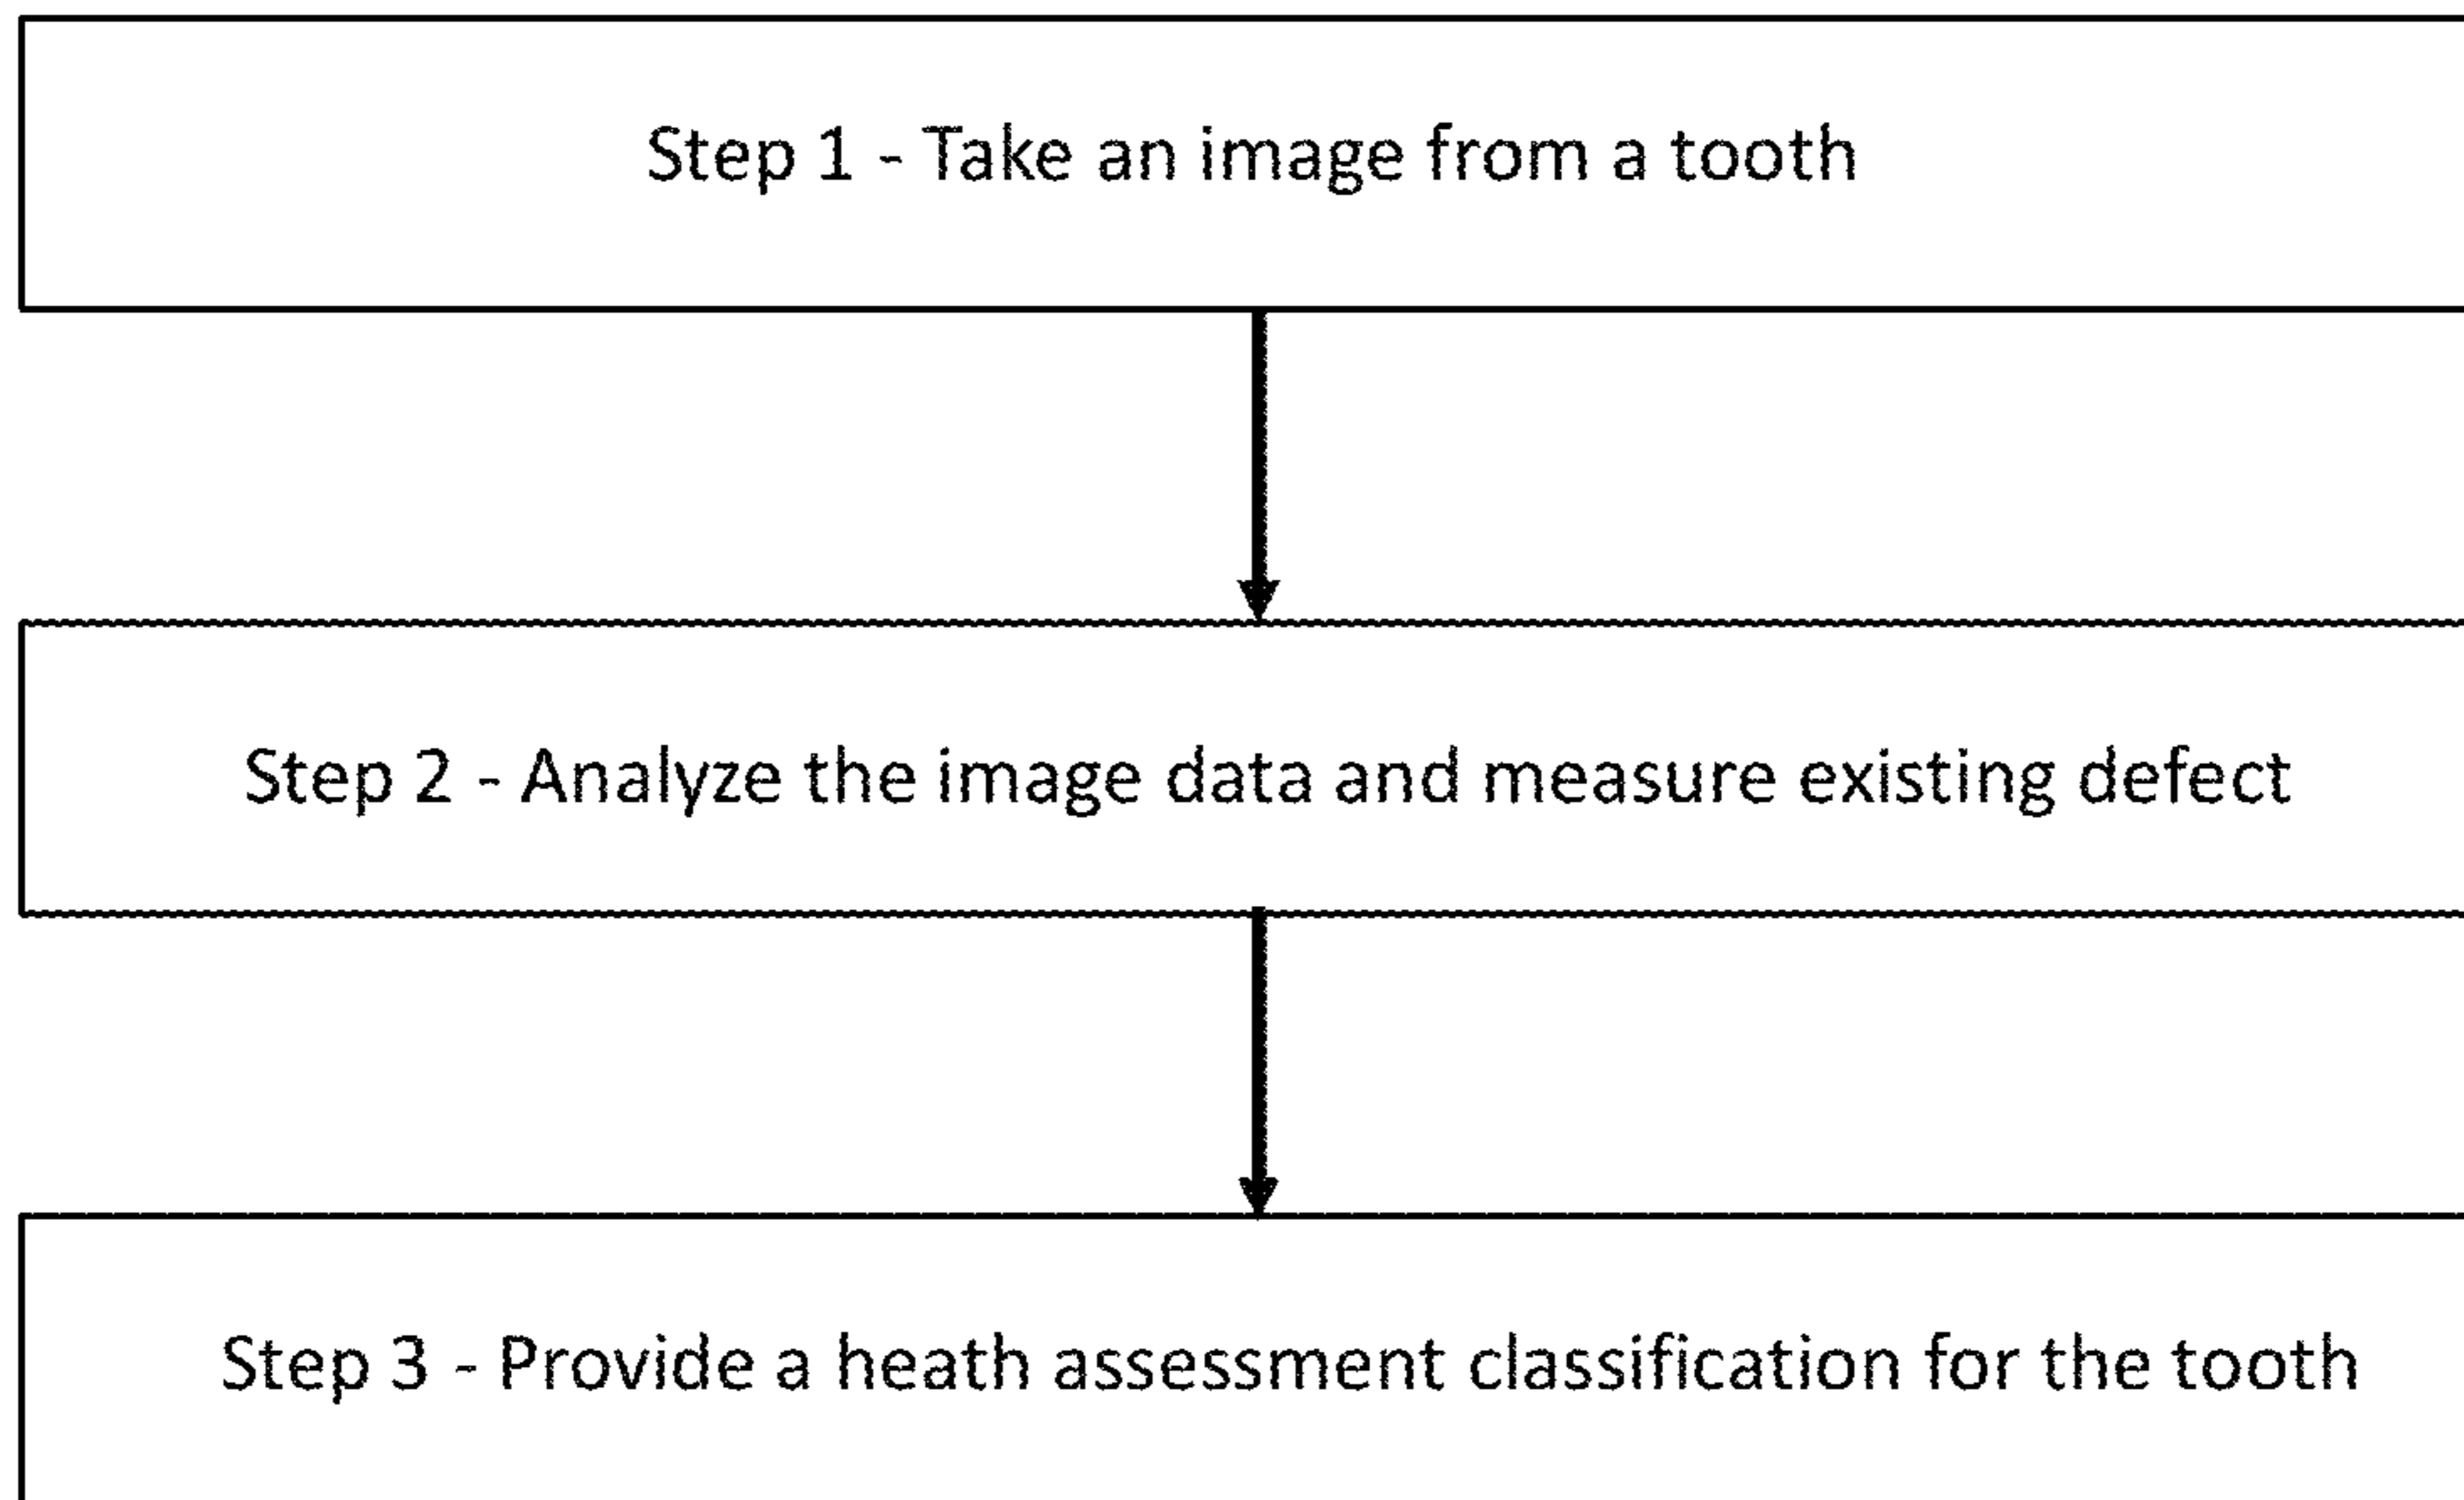 Step 1 - Take an image from a tooth
Step 2 - Analyze the image data and measure existing defect
Step 3 - Provide a heath assessment classification for the tooth